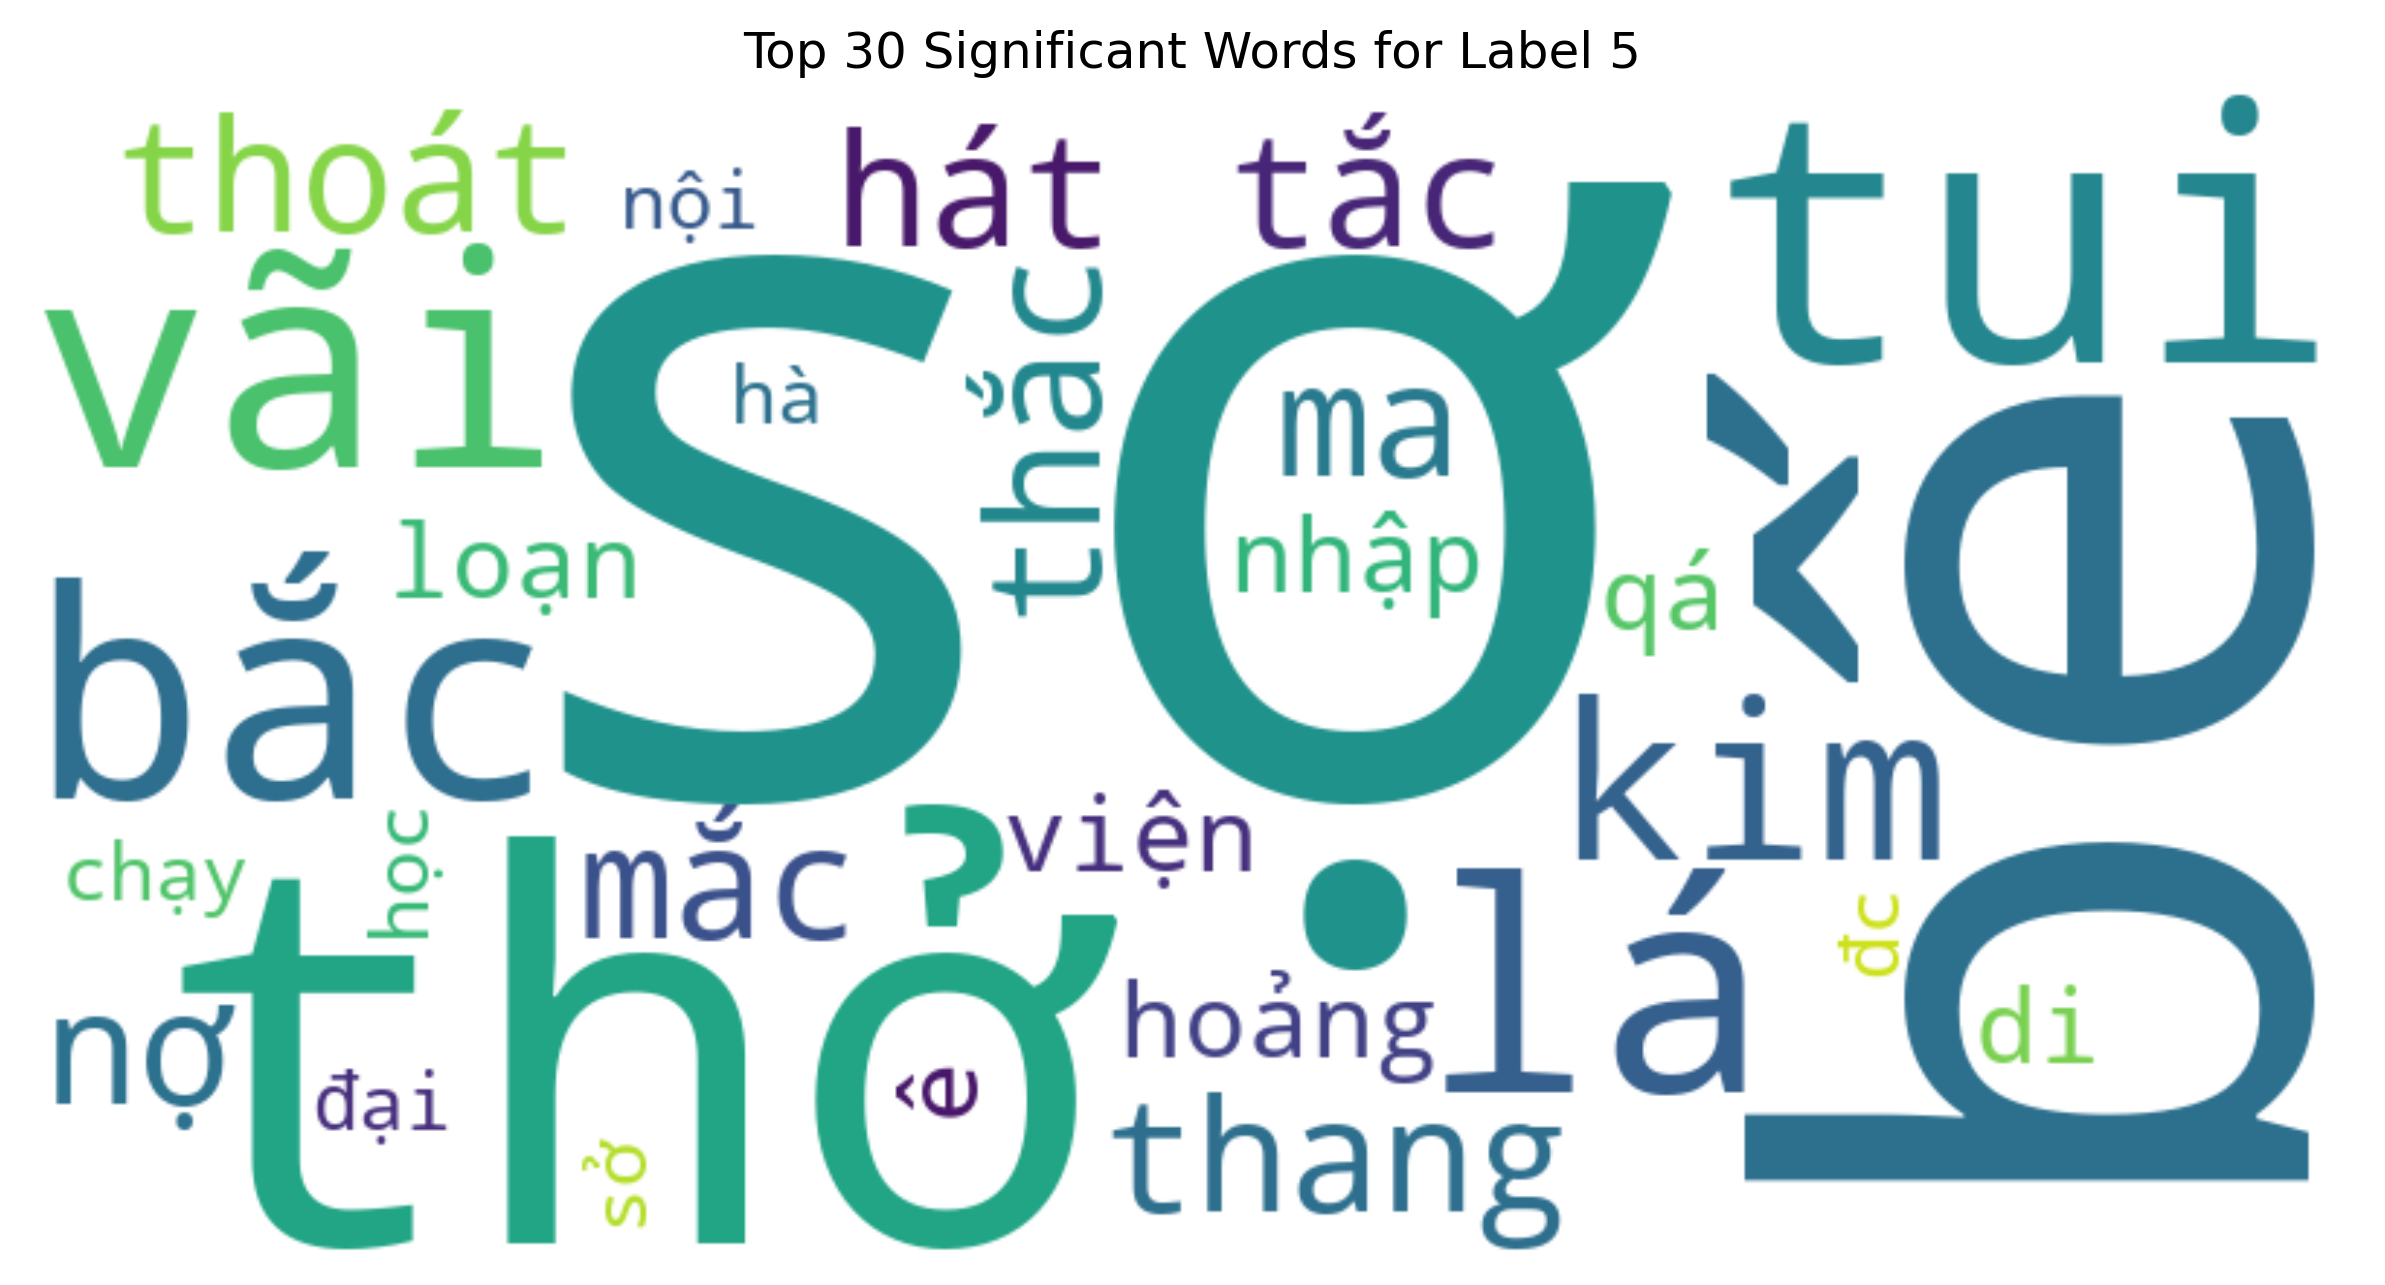 Top 30 Significant Words for Label 5
thoát
nội
hát
tắc
tui
vãi
sợ
hà
thắc
ma
nhập
qá
bế
loạn
bắc
kim
viện
mắc
chạy
học
thở
lá
đc
di
nợ
đại
hoảng
ê
sở
thang